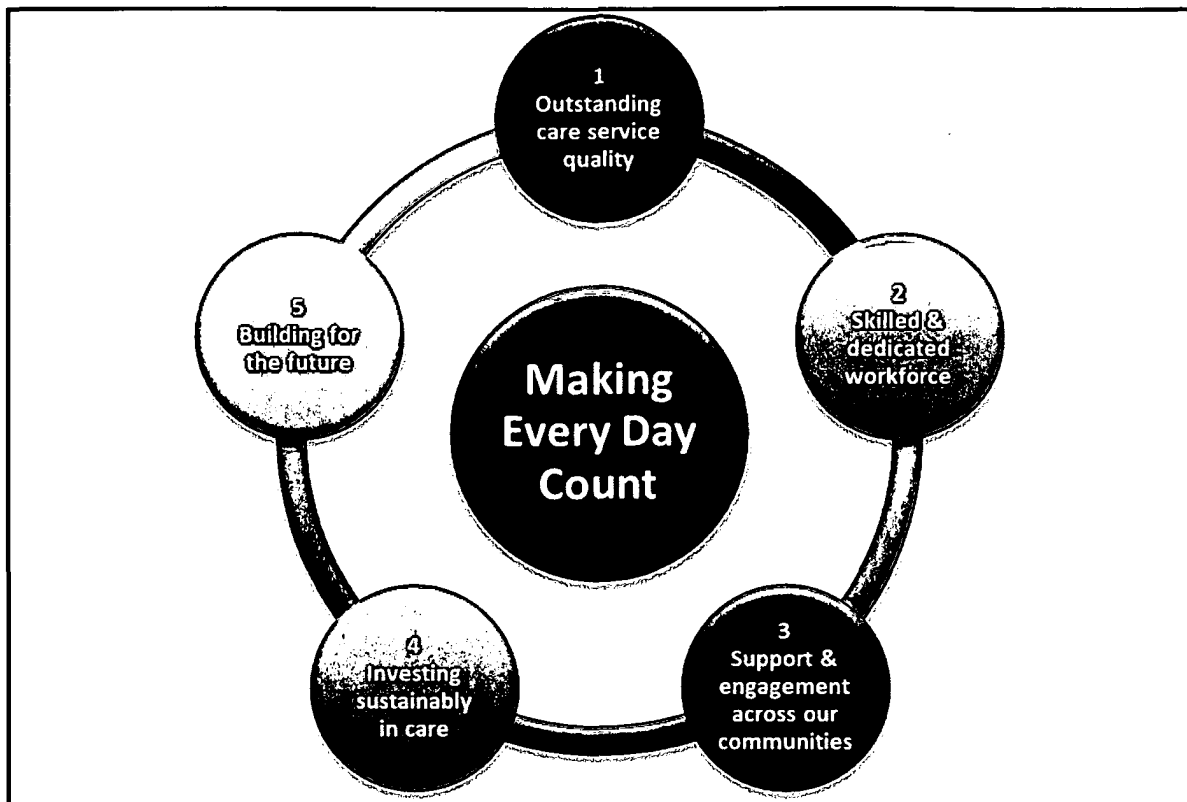 1
Outstanding
care service
quality
2
Skilled &
dedicated
workforce
3
Support &
engagement
across our
communities
4
Investing
sustainably
in care
5
Building for
the future
Making
Every Day
Count